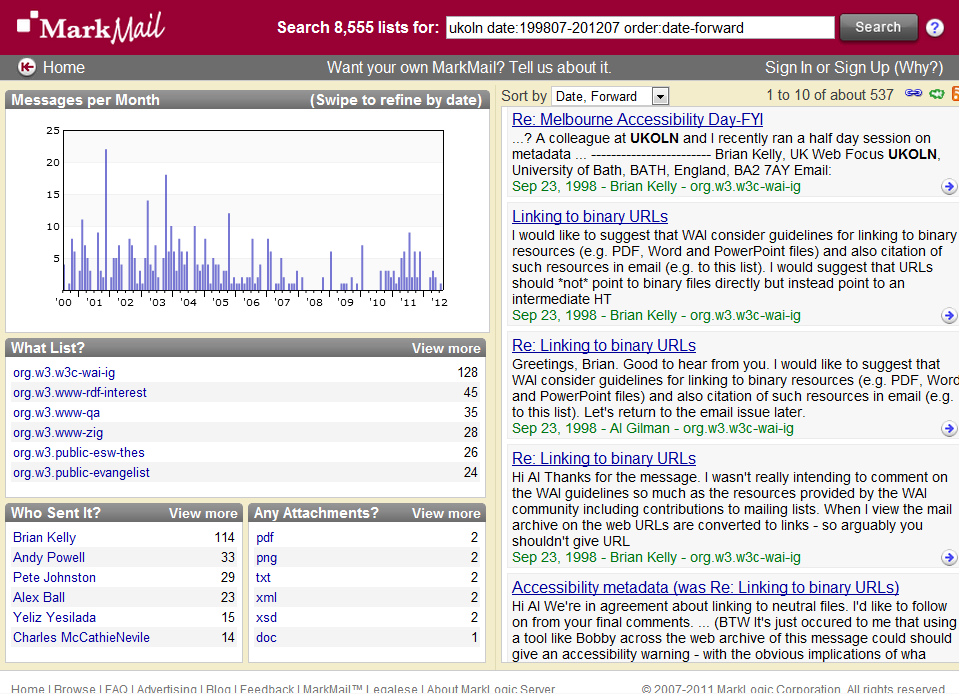 MarkMail
Search 8,555 lists for: ukoln date:199807-201207 order:date-forward Search ?
Home Want your own MarkMail? Tell us about it. Sign In or Sign Up (Why?)
Messages per Month (Swipe to refine by date)
25
20
15
10
5
'00 '01 '02 '03 '04 '05 '06 '07 '08 '09 '10 '11 '12
What List? View more
org.w3.w3c-wai-ig 128
org.w3.www-rdf-interest 45
org.w3.www-qa 35
org.w3.www-zig 28
org.w3.public-esw-thes 26
org.w3.public-evangelist 24
Who Sent It? View more
Brian Kelly 114
Andy Powell 33
Pete Johnston 29
Alex Ball 23
Yeliz Yesilada 15
Charles McCathieNevile 14
Any Attachments? View more
pdf 2
png 2
txt 2
xml 2
xsd 2
doc 1
Sort by Date, Forward 1 to 10 of about 537
Re: Melbourne Accessibility Day-FYI
...? A colleague at UKOLN and I recently ran a half day session on
metadata ... ------------------------ Brian Kelly, UK Web Focus UKOLN,
University of Bath, BATH, England, BA2 7AY Email:
Sep 23, 1998 - Brian Kelly - org.w3.w3c-wai-ig
Linking to binary URLs
I would like to suggest that WAI consider guidelines for linking to binary
resources (e.g. PDF, Word and PowerPoint files) and also citation of
such resources in email (e.g. to this list). I would suggest that URLs
should *not* point to binary files directly but instead point to an
intermediate HT
Sep 23, 1998 - Brian Kelly - org.w3.w3c-wai-ig
Re: Linking to binary URLs
Greetings, Brian. Good to hear from you. I would like to suggest that
WAI consider guidelines for linking to binary resources (e.g. PDF, Word
and PowerPoint files) and also citation of such resources in email (e.g.
to this list). Let's return to the email issue later.
Sep 23, 1998 - Al Gilman - org.w3.w3c-wai-ig
Re: Linking to binary URLs
Hi Al Thanks for the message. I wasn't really intending to comment on
the WAI guidelines so much as the resources provided by the WAI
community including contributions to mailing lists. When I view the mail
archive on the web URLs are converted to links - so arguably you
shouldn't give URL
Sep 23, 1998 - Brian Kelly - org.w3.w3c-wai-ig
Accessibility metadata (was Re: Linking to binary URLs)
Hi Al We're in agreement about linking to neutral files. I'd like to follow
on from your final comments. ... (BTW It's just occured to me that using
a tool like Bobby across the web archive of this message could should
give an accessibility warning - with the obvious implications of wha
Home | Browse | FAQ | Advertising | Blog | Feedback | MarkMail™ Legalese | About MarkLogic Server
© 2007-2011 MarkLogic Corporation. All rights reserved.